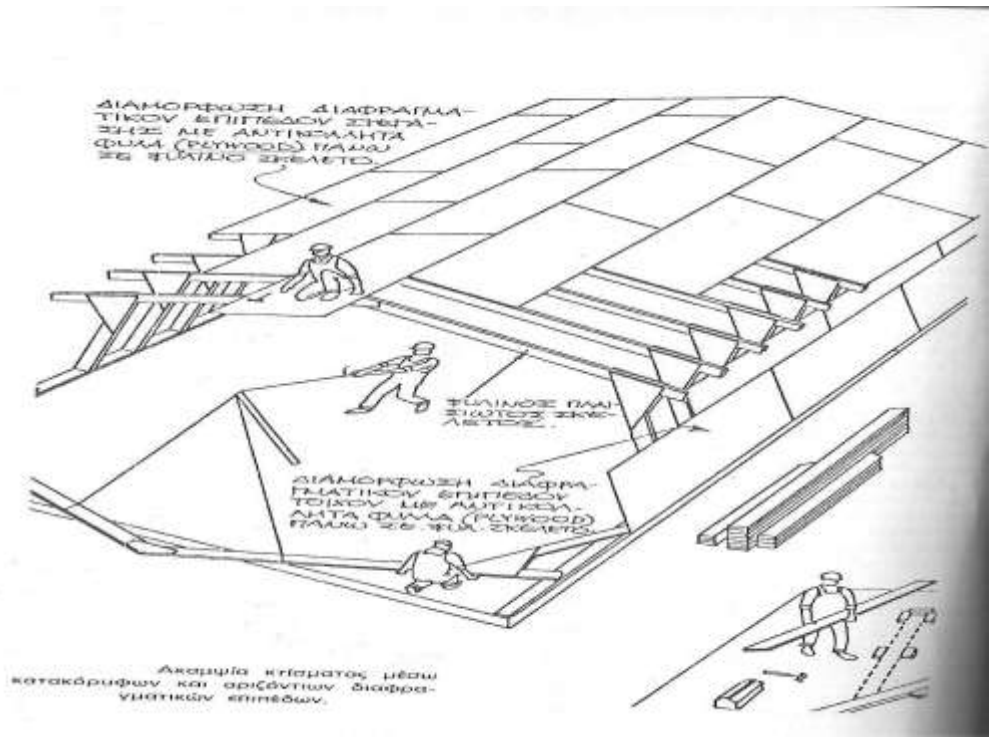 ΔΙΑΜΟΡΦΩΣΗ ΔΙΑΦΡΑΓΜΑ-
ΤΙΚΟΥ ΕΠΙΠΕΔΟΥ ΣΤΕΓΑ-
ΣΗΣ ΜΕ ΑΝΤΙΚΟΛΛΗΤΑ
ΦΥΛΛΑ (PLYWOOD) ΠΑΝΩ
ΣΕ ΞΥΛΙΝΟ ΣΚΕΛΕΤΟ.
ΞΥΛΙΝΟΣ ΠΛΑΙ-
ΣΙΩΤΟΣ ΣΚΕ-
ΛΕΤΟΣ.
ΔΙΑΜΟΡΦΩΣΗ ΔΙΑΦΡΑ-
ΓΜΑΤΙΚΟΥ ΕΠΙΠΕΔΟΥ
ΤΟΙΧΟΥ ΜΕ ΑΝΤΙΚΟΛ-
ΛΗΤΑ ΦΥΛΛΑ (PLYWOOD)
ΠΑΝΩ ΣΕ ΞΥΛ. ΣΚΕΛΕΤΟ.
Ακαμψία κτίσματος μέσω
κατακόρυφων και οριζόντιων διαφρα-
γματικών επιπέδων.